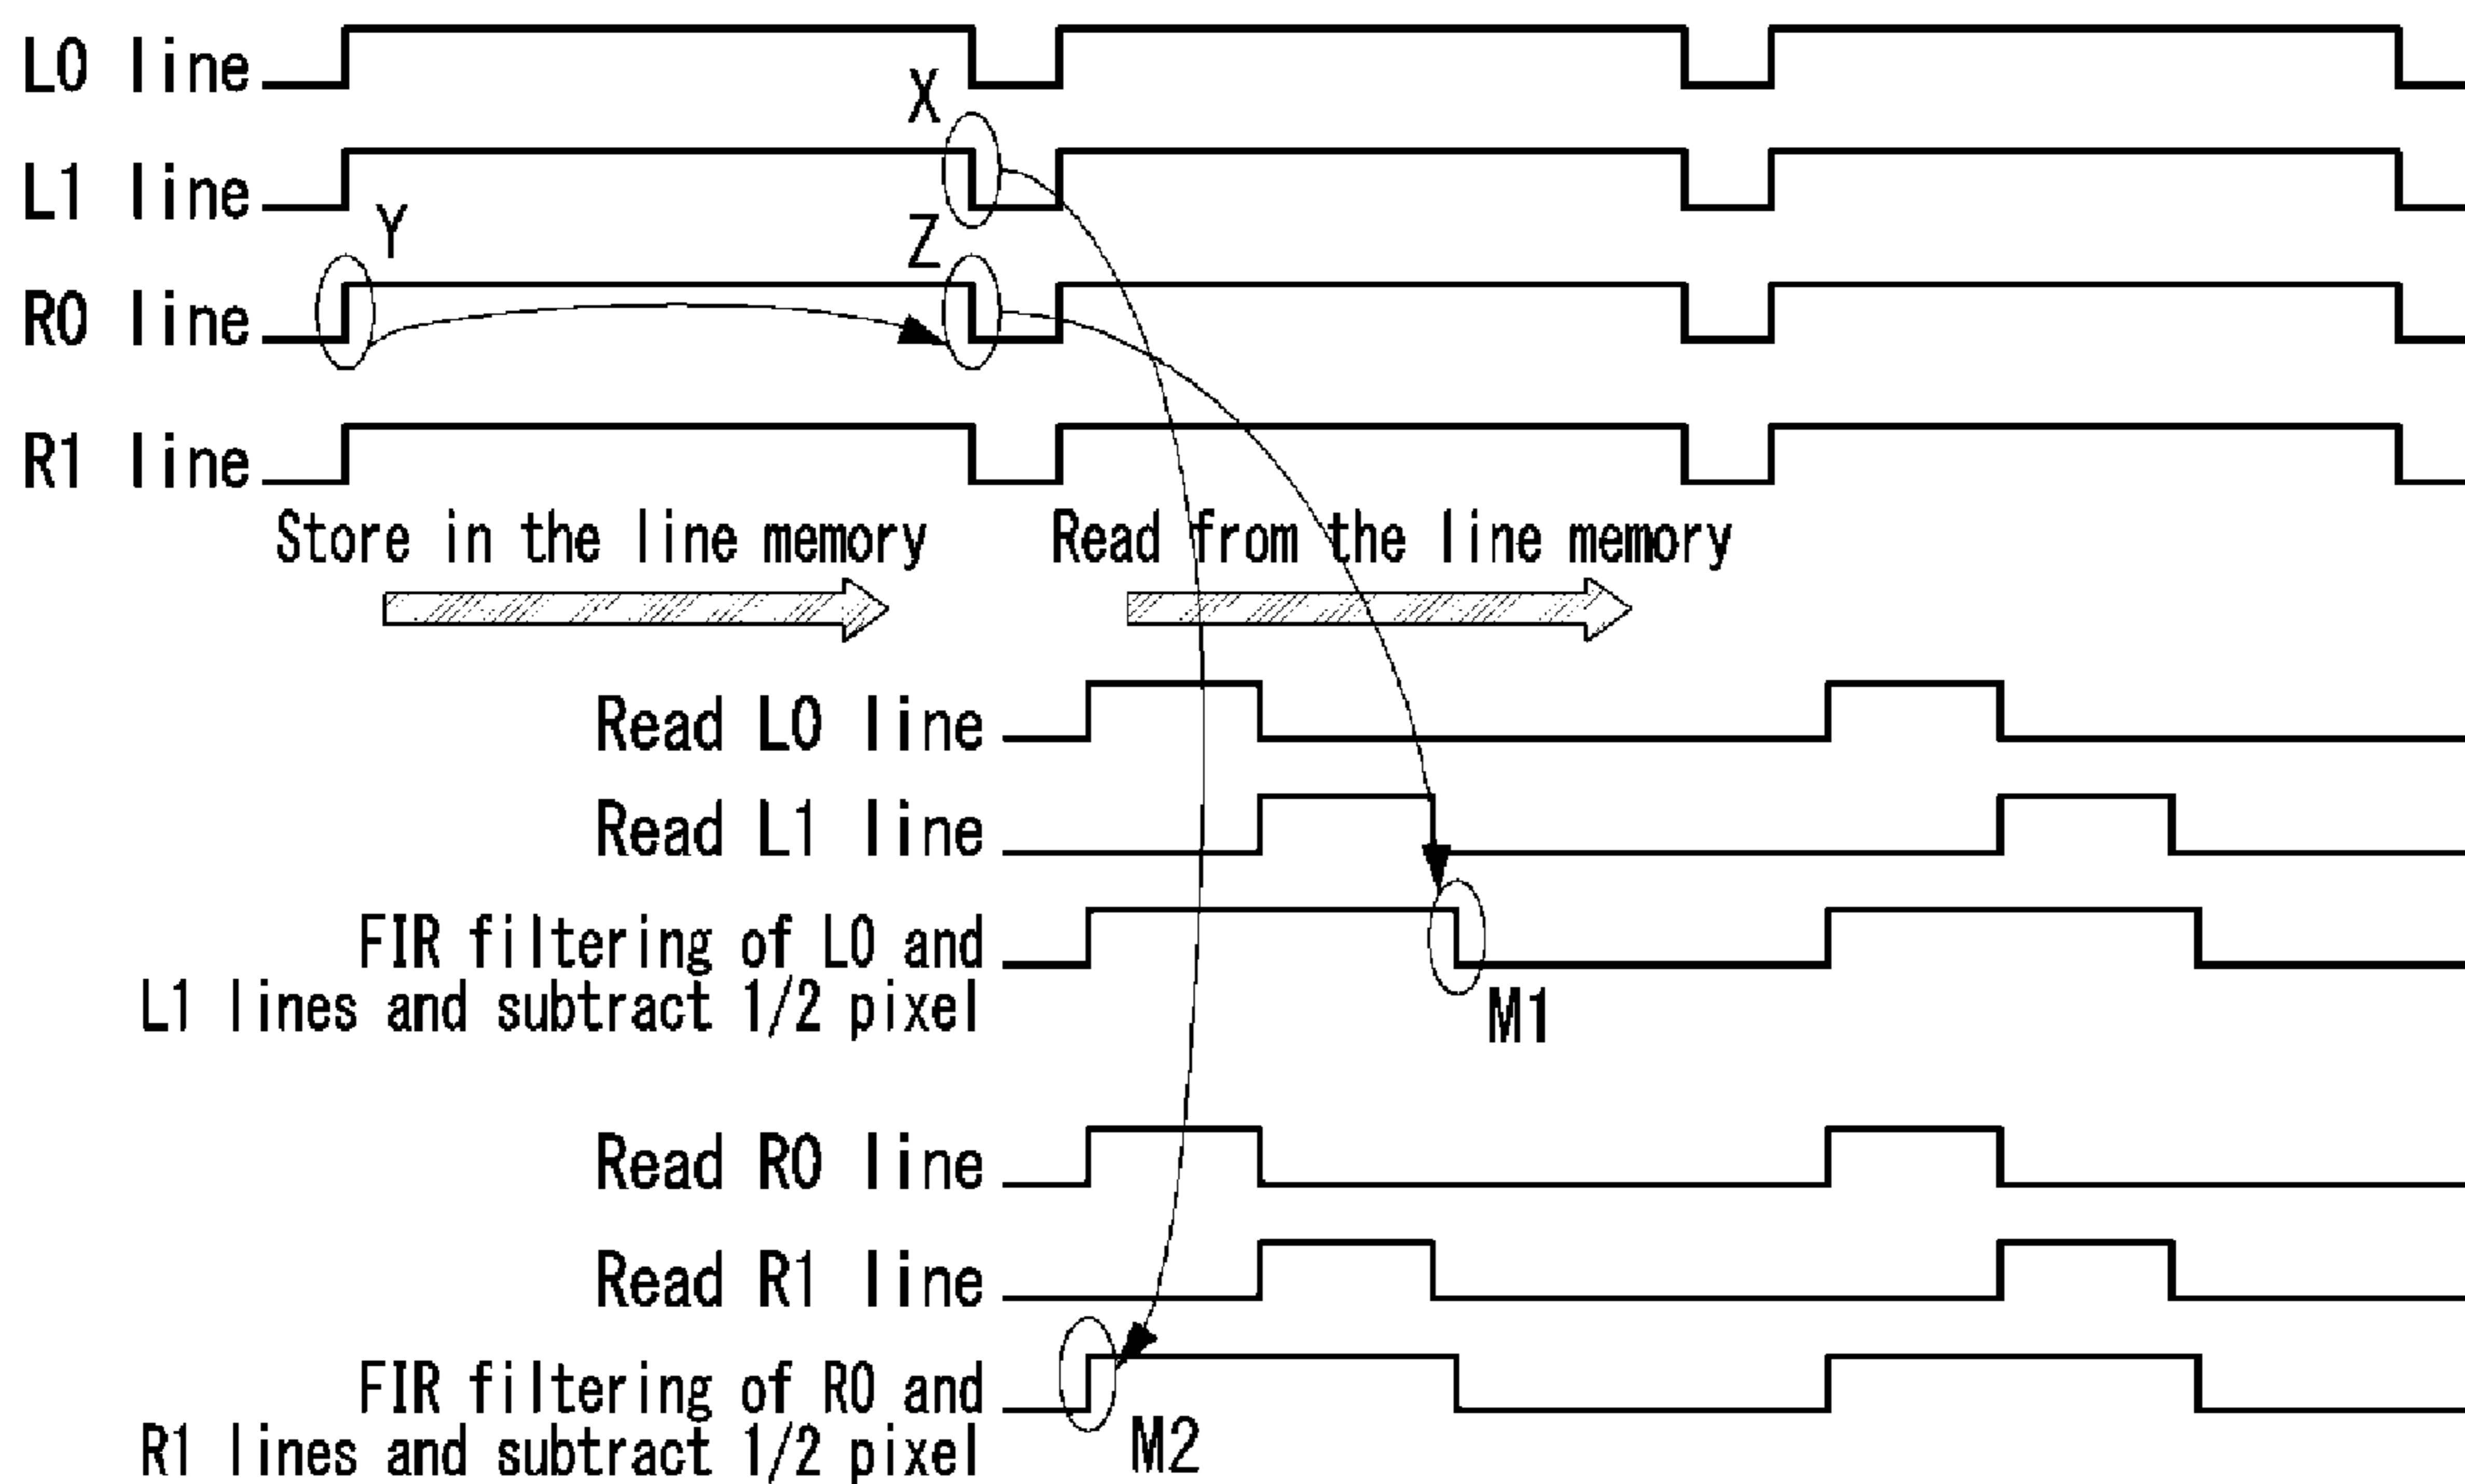 L0 line
X
L1 line
Y
Z
R0 line
R1 line
Store in the line memory
Read from the line memory
Read L0 line
Read L1 line
FIR filtering of L0 and
L1 lines and subtract 1/2 pixel
M1
Read R0 line
Read R1 line
FIR filtering of R0 and
R1 lines and subtract 1/2 pixel
M2